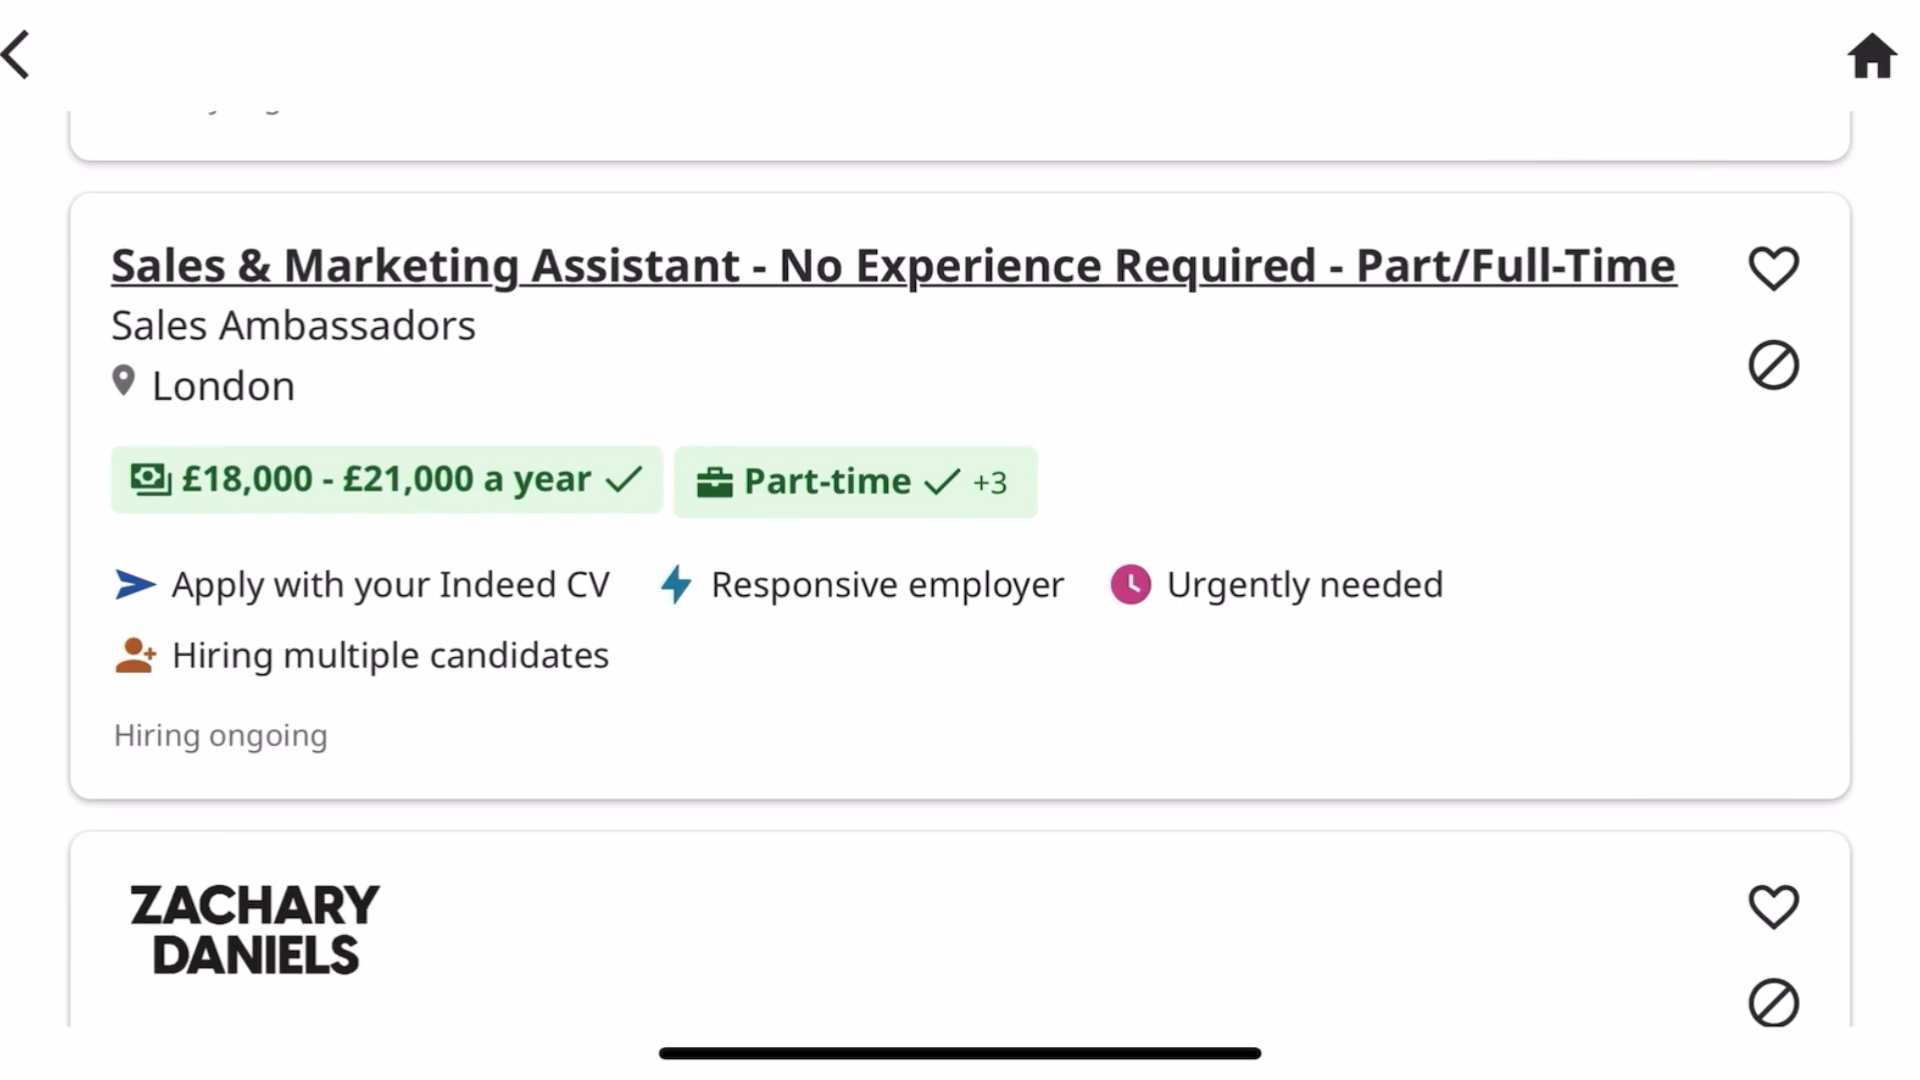 Sales & Marketing Assistant - No Experience Required - Part/Full-Time
Sales Ambassadors
London
£18,000 - £21,000 a year
Part-time +3
Apply with your Indeed CV Responsive employer Urgently needed
Hiring multiple candidates
Hiring ongoing
ZACHARY
DANIELS